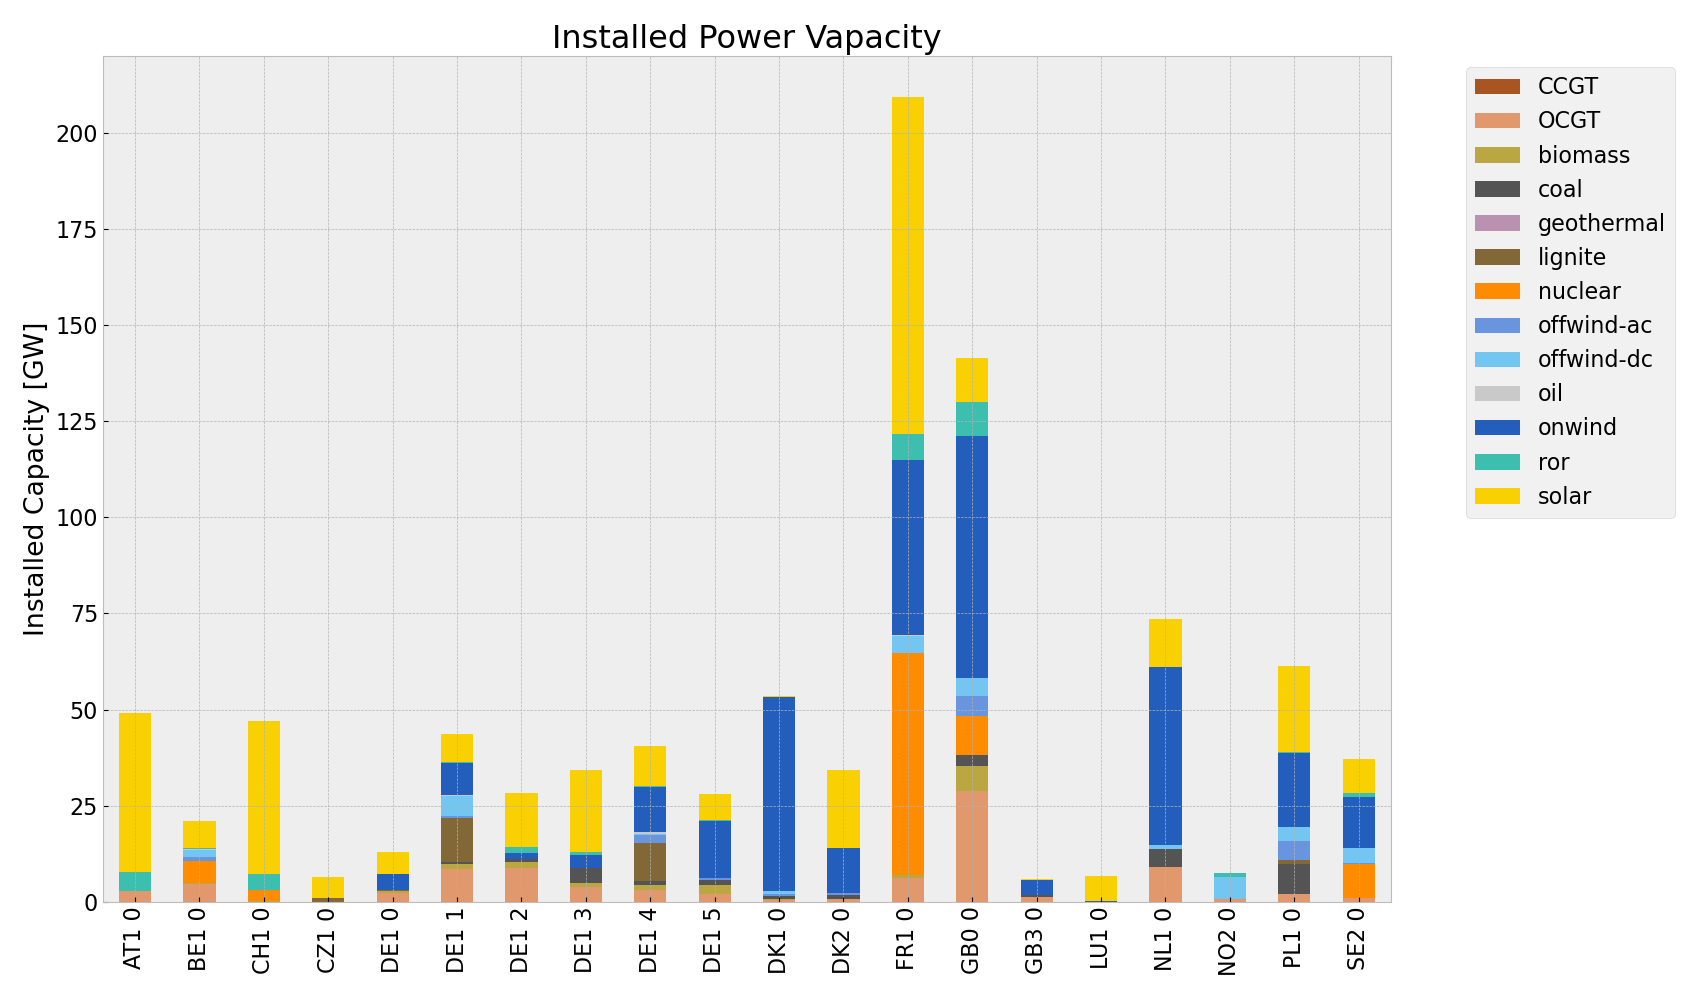 Installed Power Vapacity
Installed Capacity [GW]
200
175
150
125
100
75
50
25
0
AT1 0
BE1 0
CH1 0
CZ1 0
DE1 0
DE1 1
DE1 2
DE1 3
DE1 4
DE1 5
DK1 0
DK2 0
FR1 0
GB0 0
GB3 0
LU1 0
NL1 0
NO2 0
PL1 0
SE2 0
CCGT
OCGT
biomass
coal
geothermal
lignite
nuclear
offwind-ac
offwind-dc
oil
onwind
ror
solar